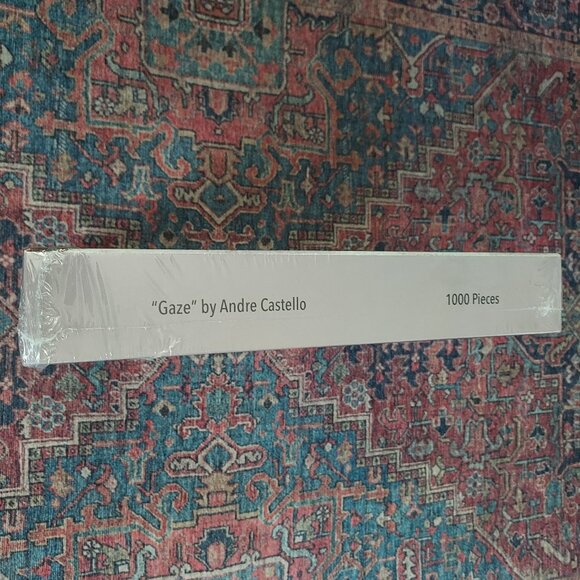 “Gaze” by Andre Castello
1000 Pieces